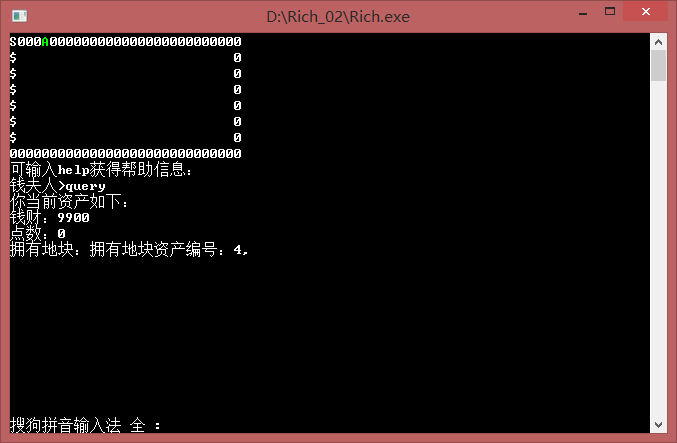 D:\Rich_02\Rich.exe
S000A000000000000000000000000
$                           0
$                           0
$                           0
$                           0
$                           0
$                           0
00000000000000000000000000000
可输入help获得帮助信息：
钱夫人>query
你当前资产如下：
钱财：9900
点数：0
拥有地块：拥有地块资产编号：4,
搜狗拼音输入法 全 :